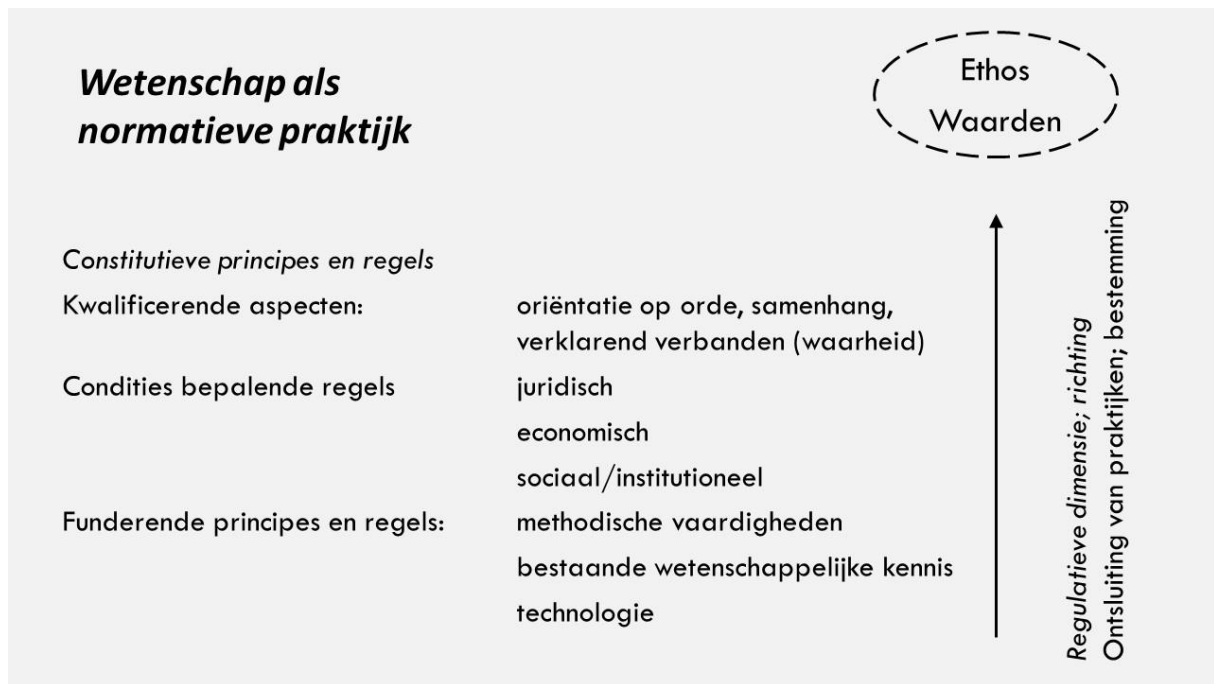 Wetenschap als
normatieve praktijk
Ethos
Waarden
Constitutieve principes en regels
Kwalificerende aspecten:
oriëntatie op orde, samenhang,
verklarend verbanden (waarheid)
Condities bepalende regels
juridisch
economisch
sociaal/institutioneel
Funderende principes en regels:
methodische vaardigheden
bestaande wetenschappelijke kennis
technologie
Regulatieve dimensie; richting
Ontsluiting van praktijken; bestemming